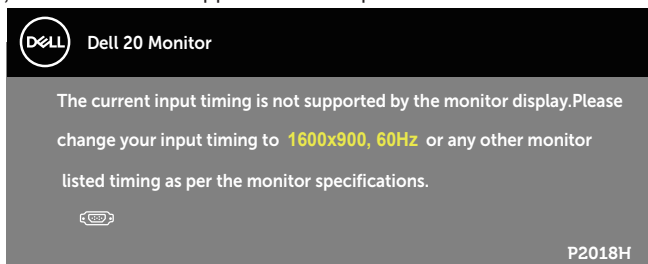 DELL Dell 20 Monitor
The current input timing is not supported by the monitor display.Please
change your input timing to 1600x900, 60Hz or any other monitor
listed timing as per the monitor specifications.
P2018H